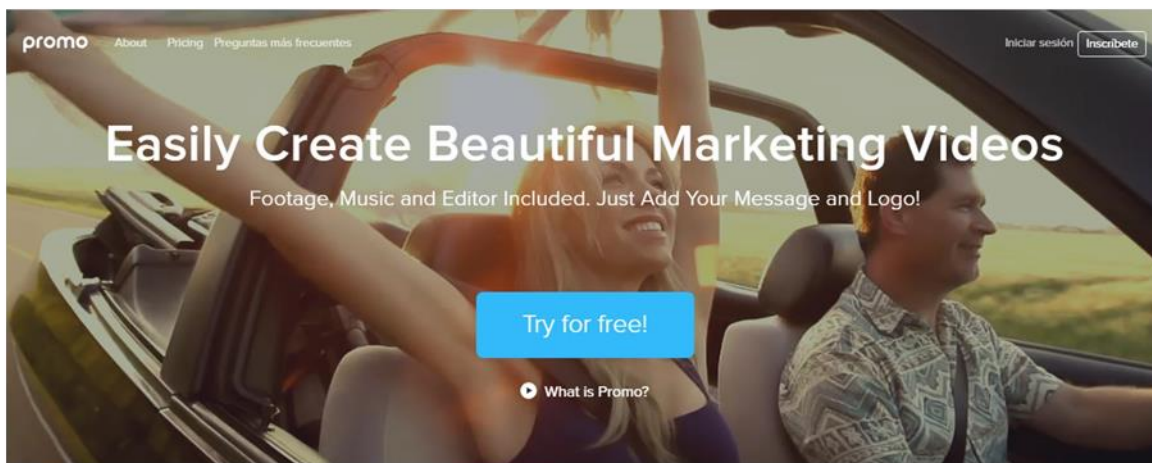 promo About Pricing Preguntas más frecuentes Iniciar sesión Inscríbete
Easily Create Beautiful Marketing Videos
Footage, Music and Editor Included. Just Add Your Message and Logo!
Try for free!
What is Promo?